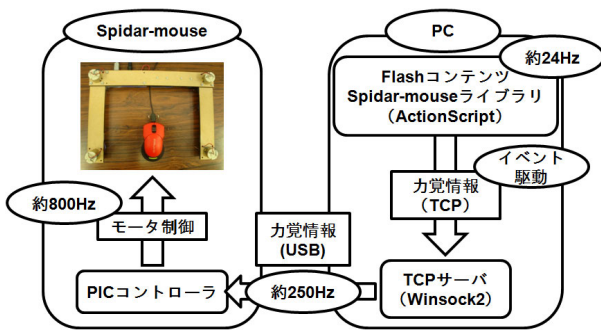 Spidar-mouse
PC
約24Hz
Flashコンテンツ
Spidar-mouseライブラリ
（ActionScript）
イベント
駆動
力覚情報
（TCP）
約800Hz
モータ制御
力覚情報
(USB)
TCPサーバ
（Winsock2）
PICコントローラ
約250Hz